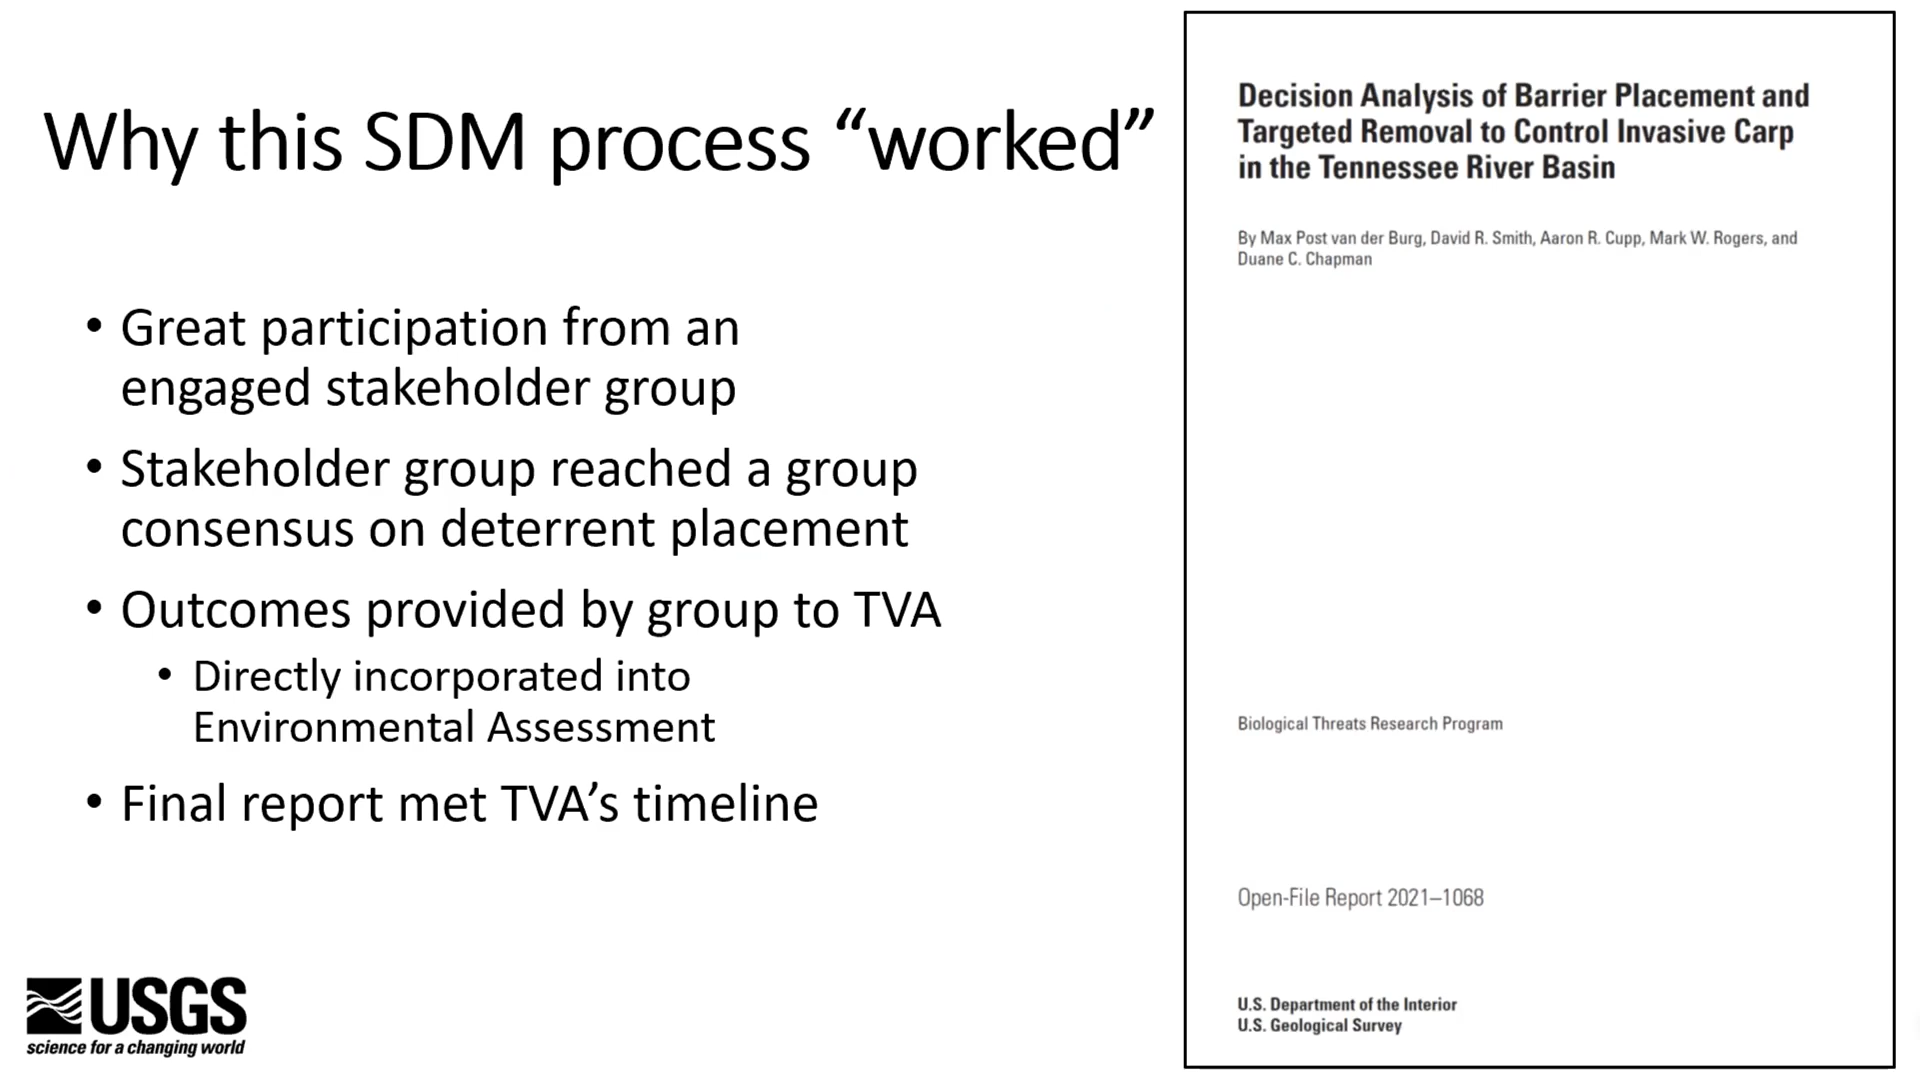 Why this SDM process “worked”
• Great participation from an
engaged stakeholder group
• Stakeholder group reached a group
consensus on deterrent placement
• Outcomes provided by group to TVA
• Directly incorporated into
Environmental Assessment
• Final report met TVA’s timeline
USGS
science for a changing world
Decision Analysis of Barrier Placement and
Targeted Removal to Control Invasive Carp
in the Tennessee River Basin
By Max Post van der Burg, David R. Smith, Aaron R. Cupp, Mark W. Rogers, and
Duane C. Chapman
Biological Threats Research Program
Open-File Report 2021–1068
U.S. Department of the Interior
U.S. Geological Survey